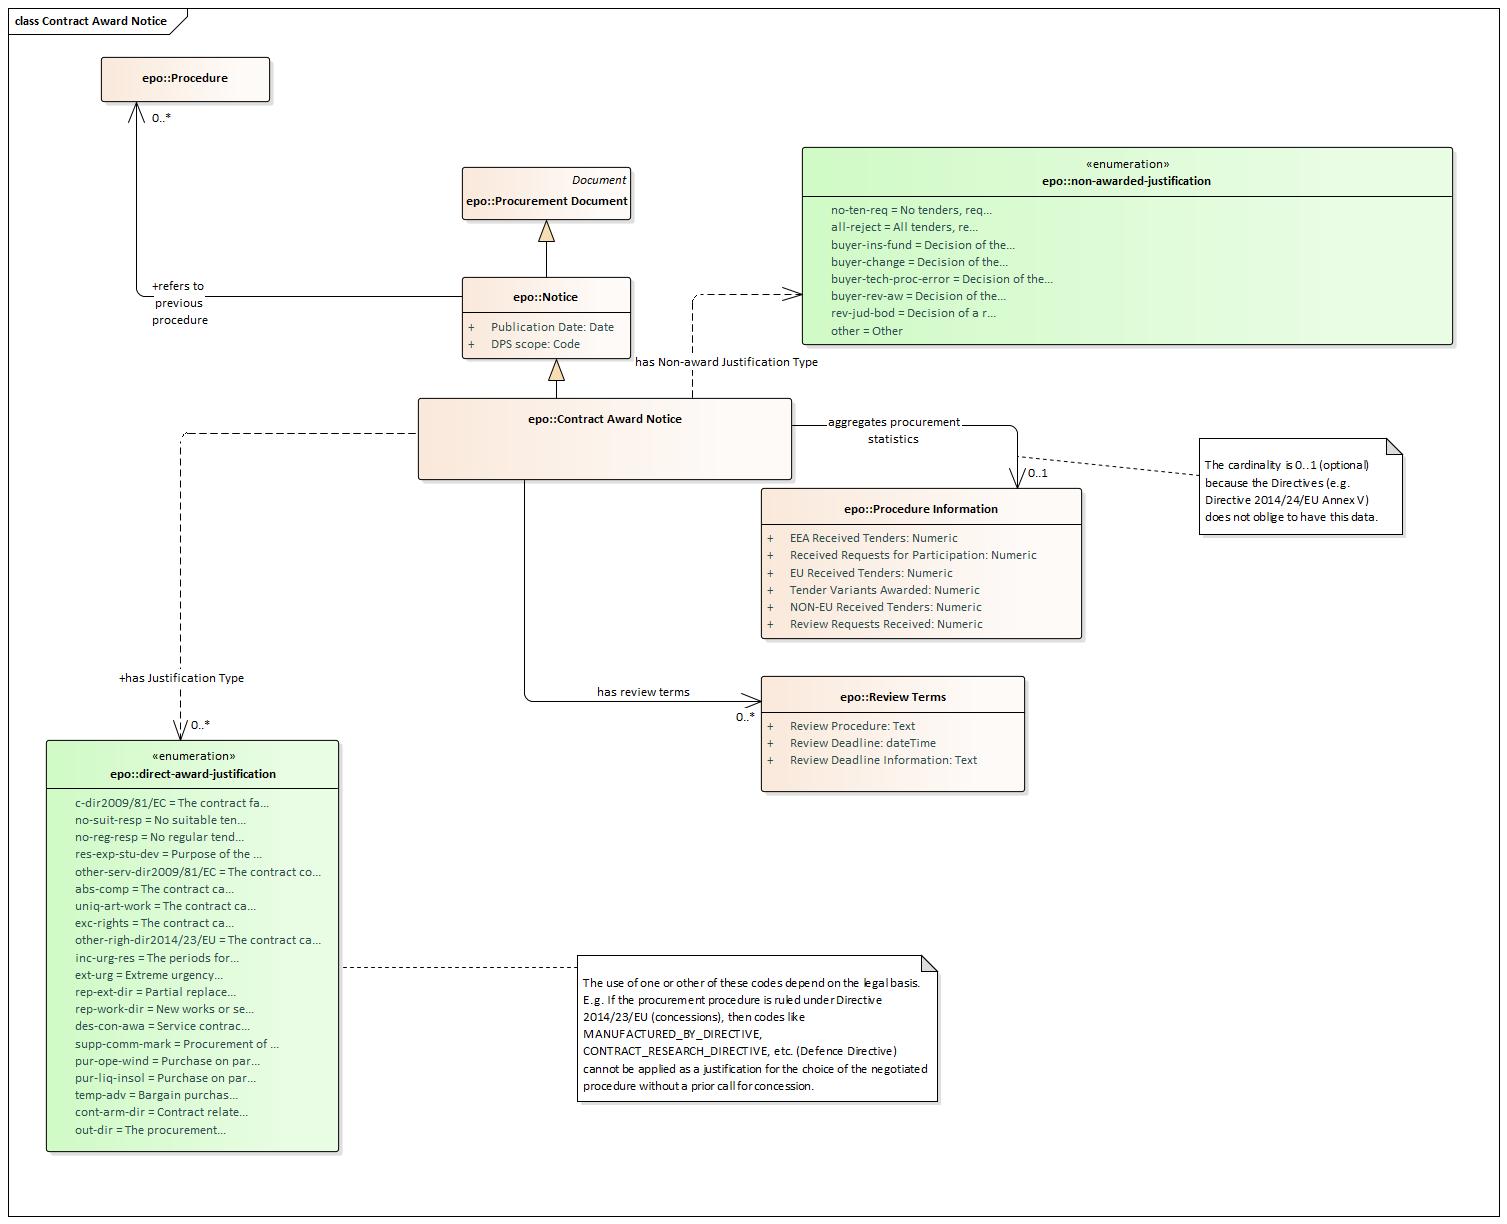 class Contract Award Notice
epo::Procedure
0..*
+refers to
previous
procedure
Document
epo::Procurement Document
epo::Notice
+ Publication Date: Date
+ DPS scope: Code
«enumeration»
epo::non-awarded-justification
no-ten-req = No tenders, req...
all-reject = All tenders, re...
buyer-ins-fund = Decision of the...
buyer-change = Decision of the...
buyer-tech-proc-error = Decision of the...
buyer-rev-aw = Decision of the...
rev-jud-bod = Decision of a r...
other = Other
has Non-award Justification Type
epo::Contract Award Notice
aggregates procurement
statistics
0..1
The cardinality is 0..1 (optional)
because the Directives (e.g.
Directive 2014/24/EU Annex V)
does not oblige to have this data.
epo::Procedure Information
+ EEA Received Tenders: Numeric
+ Received Requests for Participation: Numeric
+ EU Received Tenders: Numeric
+ Tender Variants Awarded: Numeric
+ NON-EU Received Tenders: Numeric
+ Review Requests Received: Numeric
has review terms
0..*
epo::Review Terms
+ Review Procedure: Text
+ Review Deadline: dateTime
+ Review Deadline Information: Text
+has Justification Type
0..*
«enumeration»
epo::direct-award-justification
c-dir2009/81/EC = The contract fa...
no-suit-resp = No suitable ten...
no-reg-resp = No regular tend...
res-exp-stu-dev = Purpose of the ...
other-serv-dir2009/81/EC = The contract co...
abs-comp = The contract ca...
uniq-art-work = The contract ca...
exc-rights = The contract ca...
other-righ-dir2014/23/EU = The contract ca...
inc-urg-res = The periods for...
ext-urg = Extreme urgency...
rep-ext-dir = Partial replace...
rep-work-dir = New works or se...
des-con-awa = Service contrac...
supp-comm-mark = Procurement of ...
pur-ope-wind = Purchase on par...
pur-liq-insol = Purchase on par...
temp-adv = Bargain purchas...
cont-arm-dir = Contract relate...
out-dir = The procurement...
The use of one or other of these codes depend on the legal basis.
E.g. If the procurement procedure is ruled under Directive
2014/23/EU (concessions), then codes like
MANUFACTURED_BY_DIRECTIVE,
CONTRACT_RESEARCH_DIRECTIVE, etc. (Defence Directive)
cannot be applied as a justification for the choice of the negotiated
procedure without a prior call for concession.